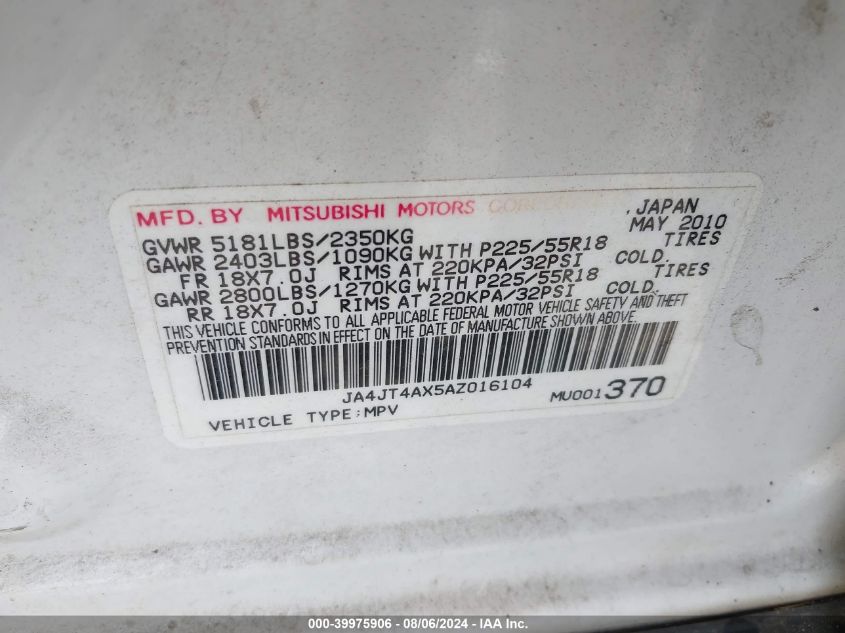 MFD. BY MITSUBISHI MOTORS CORPORATION, JAPAN
MAY 2010
GVWR 5181LBS/2350KG
GAWR 2403LBS/1090KG WITH P225/55R18 TIRES
FR 18X7.0J RIMS AT 220KPA/32PSI COLD.
GAWR 2800LBS/1270KG WITH P225/55R18 TIRES
RR 18X7.0J RIMS AT 220KPA/32PSI COLD.
THIS VEHICLE CONFORMS TO ALL APPLICABLE FEDERAL MOTOR VEHICLE SAFETY AND THEFT
PREVENTION STANDARDS IN EFFECT ON THE DATE OF MANUFACTURE SHOWN ABOVE.
JA4JT4AX5AZ016104
VEHICLE TYPE:MPV
MU001370
000-39975906 - 08/06/2024 - IAAI Inc.